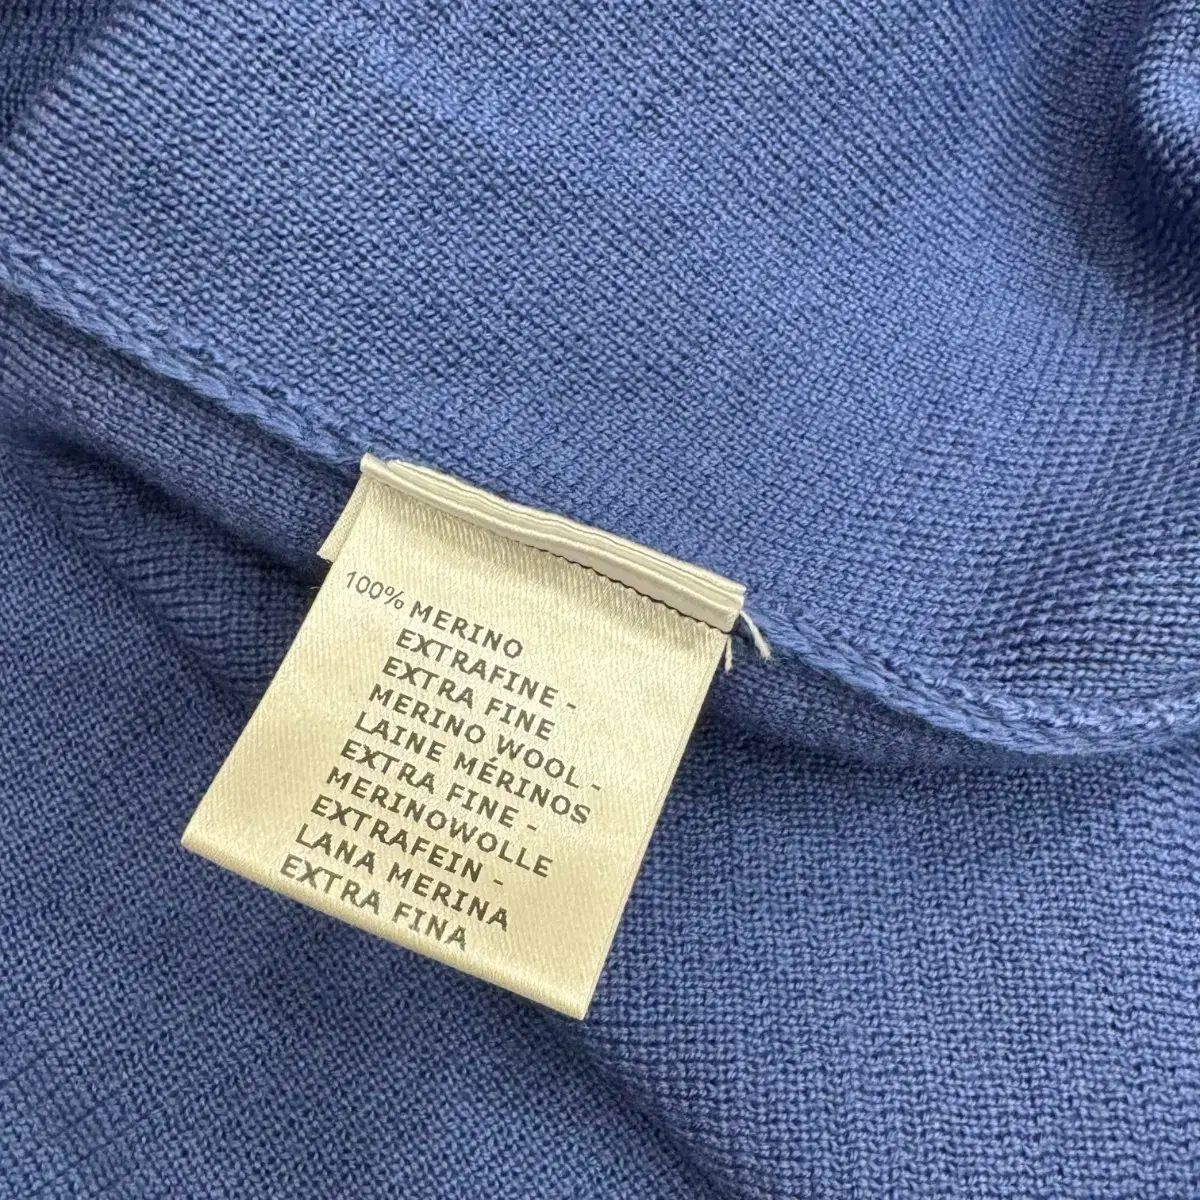 100% MERINO
EXTRAFINE -
EXTRA FINE
MERINO WOOL -
LAINE MÉRINOS
EXTRA FINE -
MERINOWOLLE
EXTRAFEIN -
LANA MERINA
EXTRA FINA